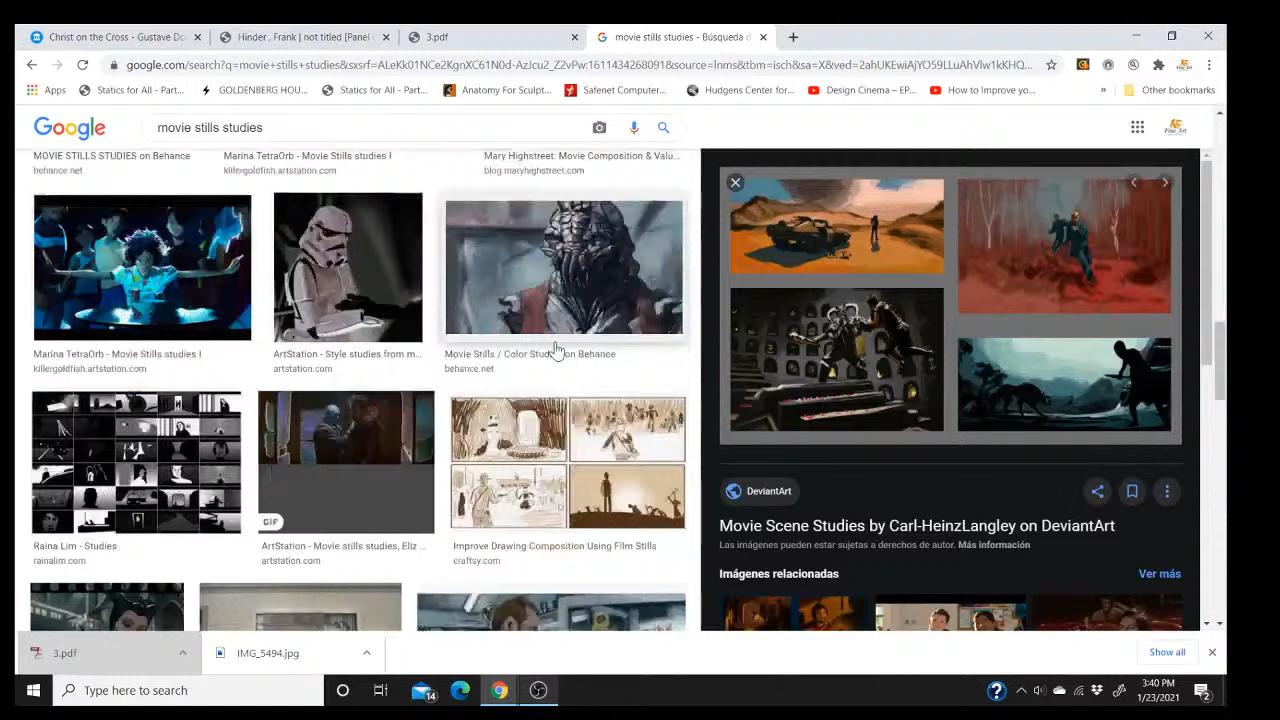 Christ on the Cross - Gustave Do
Hinder , Frank | not titled [Panel
3.pdf
movie stills studies - Búsqueda d
google.com/search?q=movie+stills+studies&sxsrf=ALeKk01NCe2KgnXC61N0d-AzJcu2_Z2vPw:1611434268091&source=lnms&tbm=isch&sa=X&ved=2ahUKEwiAjYO59LLuAhVlw1kKHQ...
Apps
Statics for All - Part...
GOLDENBERG HOU...
Statics for All - Part...
Anatomy For Sculpt...
Safenet Computer...
Hudgens Center for...
Design Cinema – EP...
How to Improve yo...
»
Other bookmarks
Google
movie stills studies
MOVIE STILLS STUDIES on Behance
behance.net
Marina TetraOrb - Movie Stills studies I
killergoldfish.artstation.com
Mary Highstreet: Movie Composition & Valu...
blog.maryhighstreet.com
Marina TetraOrb - Movie Stills studies I
killergoldfish.artstation.com
ArtStation - Style studies from m...
artstation.com
Movie Stills / Color Studies on Behance
behance.net
GIF
Raina Lim - Studies
rainalim.com
ArtStation - Movie stills studies, Eliz ...
artstation.com
Improve Drawing Composition Using Film Stills
craftsy.com
DeviantArt
Movie Scene Studies by Carl-HeinzLangley on DeviantArt
Las imágenes pueden estar sujetas a derechos de autor. Más información
Imágenes relacionadas
Ver más
3.pdf
IMG_5494.jpg
Show all
Type here to search
14
3:40 PM
1/23/2021
2